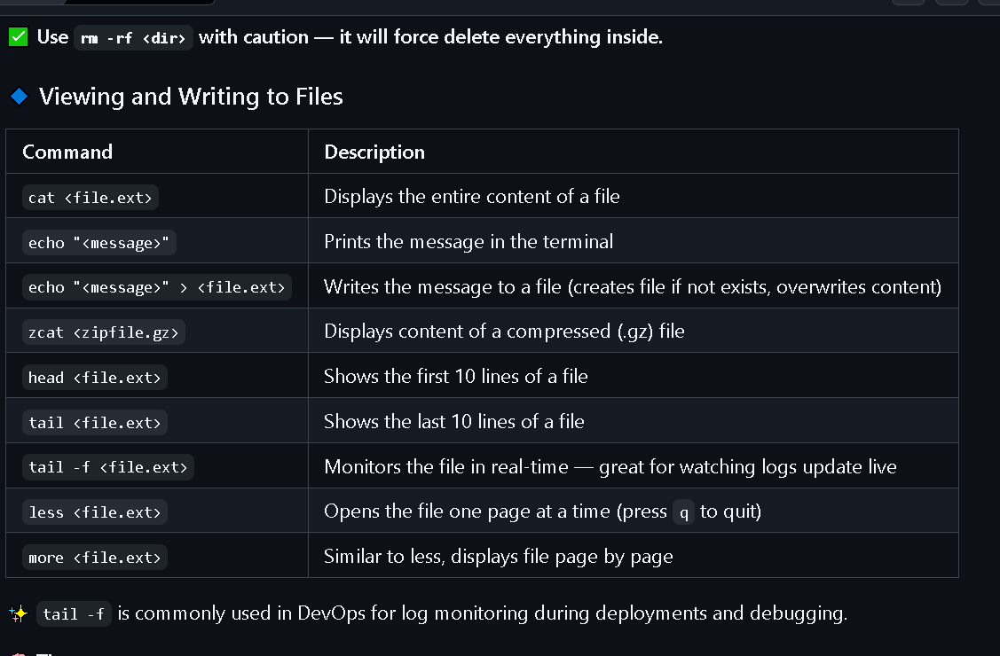 Use rm -rf <dir> with caution — it will force delete everything inside.
Viewing and Writing to Files
Command Description
cat <file.ext> Displays the entire content of a file
echo "<message>" Prints the message in the terminal
echo "<message>" > <file.ext> Writes the message to a file (creates file if not exists, overwrites content)
zcat <zipfile.gz> Displays content of a compressed (.gz) file
head <file.ext> Shows the first 10 lines of a file
tail <file.ext> Shows the last 10 lines of a file
tail -f <file.ext> Monitors the file in real-time — great for watching logs update live
less <file.ext> Opens the file one page at a time (press q to quit)
more <file.ext> Similar to less, displays file page by page
tail -f is commonly used in DevOps for log monitoring during deployments and debugging.